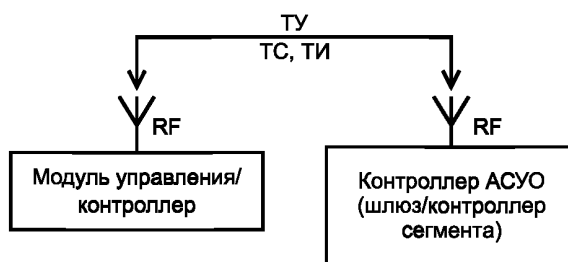 ТУ
ТС, ТИ
RF
RF
Модуль управления/
контроллер
Контроллер АСУО
(шлюз/контроллер
сегмента)